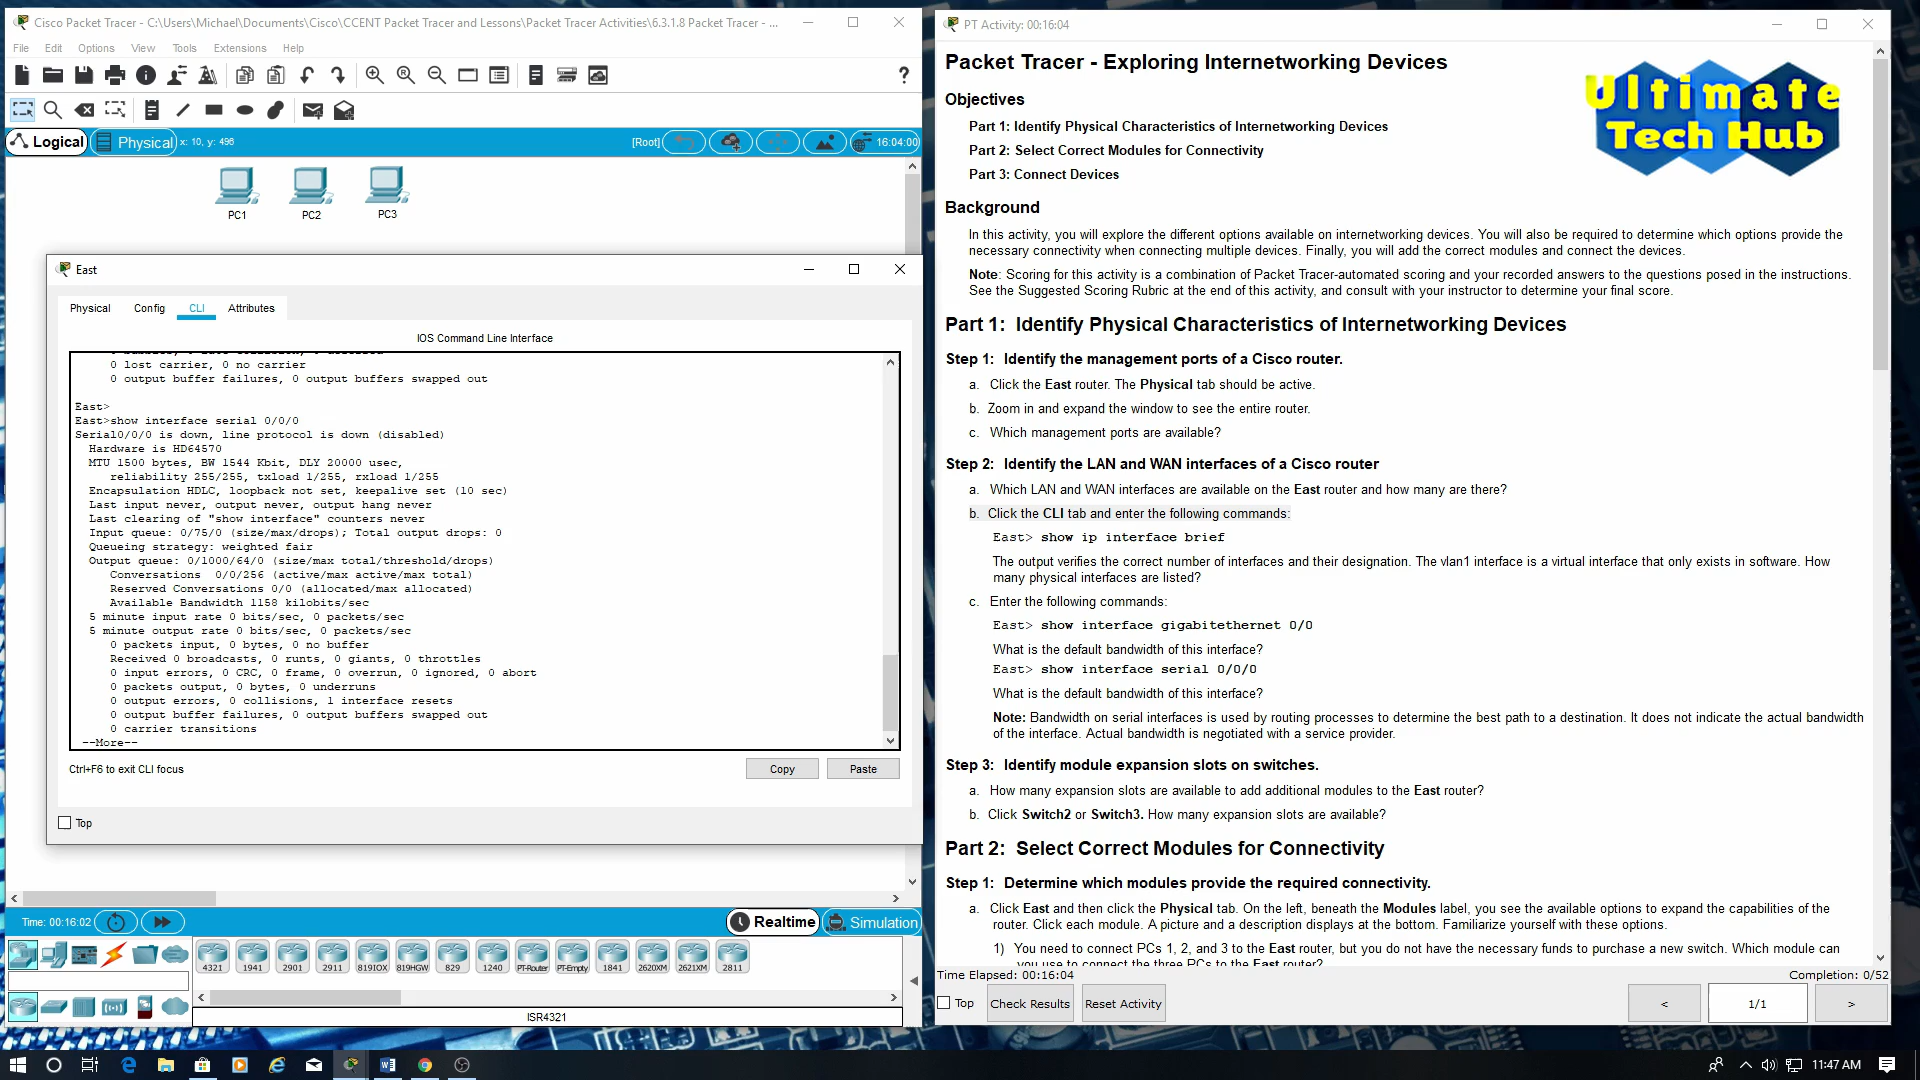 Cisco Packet Tracer - C:\Users\Michael\Documents\Cisco\CCENT Packet Tracer and Lessons\Packet Tracer Activities\6.3.1.8 Packet Tracer - ...
File Edit Options View Tools Extensions Help
Logical Physical x: 10, y: 496 [Root] 16:04:00
PC1 PC2 PC3
East
Physical Config CLI Attributes
IOS Command Line Interface
0 lost carrier, 0 no carrier
0 output buffer failures, 0 output buffers swapped out
East>
East>show interface serial 0/0/0
Serial0/0/0 is down, line protocol is down (disabled)
Hardware is HD64570
MTU 1500 bytes, BW 1544 Kbit, DLY 20000 usec,
reliability 255/255, txload 1/255, rxload 1/255
Encapsulation HDLC, loopback not set, keepalive set (10 sec)
Last input never, output never, output hang never
Last clearing of "show interface" counters never
Input queue: 0/75/0 (size/max/drops); Total output drops: 0
Queueing strategy: weighted fair
Output queue: 0/1000/64/0 (size/max total/threshold/drops)
Conversations 0/0/256 (active/max active/max total)
Reserved Conversations 0/0 (allocated/max allocated)
Available Bandwidth 1158 kilobits/sec
5 minute input rate 0 bits/sec, 0 packets/sec
5 minute output rate 0 bits/sec, 0 packets/sec
0 packets input, 0 bytes, 0 no buffer
Received 0 broadcasts, 0 runts, 0 giants, 0 throttles
0 input errors, 0 CRC, 0 frame, 0 overrun, 0 ignored, 0 abort
0 packets output, 0 bytes, 0 underruns
0 output errors, 0 collisions, 1 interface resets
0 output buffer failures, 0 output buffers swapped out
0 carrier transitions
--More--
Ctrl+F6 to exit CLI focus
Copy Paste
Top
Time: 00:16:02
Realtime Simulation
4321 1941 2901 2911 819IOX 819HGW 829 1240 PT-Router PT-Empty 1841 2620XM 2621XM 2811
ISR4321
PT Activity: 00:16:04
Ultimate
Tech Hub
Packet Tracer - Exploring Internetworking Devices
Objectives
Part 1: Identify Physical Characteristics of Internetworking Devices
Part 2: Select Correct Modules for Connectivity
Part 3: Connect Devices
Background
In this activity, you will explore the different options available on internetworking devices. You will also be required to determine which options provide the
necessary connectivity when connecting multiple devices. Finally, you will add the correct modules and connect the devices.
Note: Scoring for this activity is a combination of Packet Tracer-automated scoring and your recorded answers to the questions posed in the instructions.
See the Suggested Scoring Rubric at the end of this activity, and consult with your instructor to determine your final score.
Part 1: Identify Physical Characteristics of Internetworking Devices
Step 1: Identify the management ports of a Cisco router.
a. Click the East router. The Physical tab should be active.
b. Zoom in and expand the window to see the entire router.
c. Which management ports are available?
Step 2: Identify the LAN and WAN interfaces of a Cisco router
a. Which LAN and WAN interfaces are available on the East router and how many are there?
b. Click the CLI tab and enter the following commands:
East> show ip interface brief
The output verifies the correct number of interfaces and their designation. The vlan1 interface is a virtual interface that only exists in software. How
many physical interfaces are listed?
c. Enter the following commands:
East> show interface gigabitethernet 0/0
What is the default bandwidth of this interface?
East> show interface serial 0/0/0
What is the default bandwidth of this interface?
Note: Bandwidth on serial interfaces is used by routing processes to determine the best path to a destination. It does not indicate the actual bandwidth
of the interface. Actual bandwidth is negotiated with a service provider.
Step 3: Identify module expansion slots on switches.
a. How many expansion slots are available to add additional modules to the East router?
b. Click Switch2 or Switch3. How many expansion slots are available?
Part 2: Select Correct Modules for Connectivity
Step 1: Determine which modules provide the required connectivity.
a. Click East and then click the Physical tab. On the left, beneath the Modules label, you see the available options to expand the capabilities of the
router. Click each module. A picture and a description displays at the bottom. Familiarize yourself with these options.
1) You need to connect PCs 1, 2, and 3 to the East router, but you do not have the necessary funds to purchase a new switch. Which module can
you use to connect the three PCs to the East router?
Time Elapsed: 00:16:04 Completion: 0/52
Top Check Results Reset Activity < 1/1 >
11:47 AM